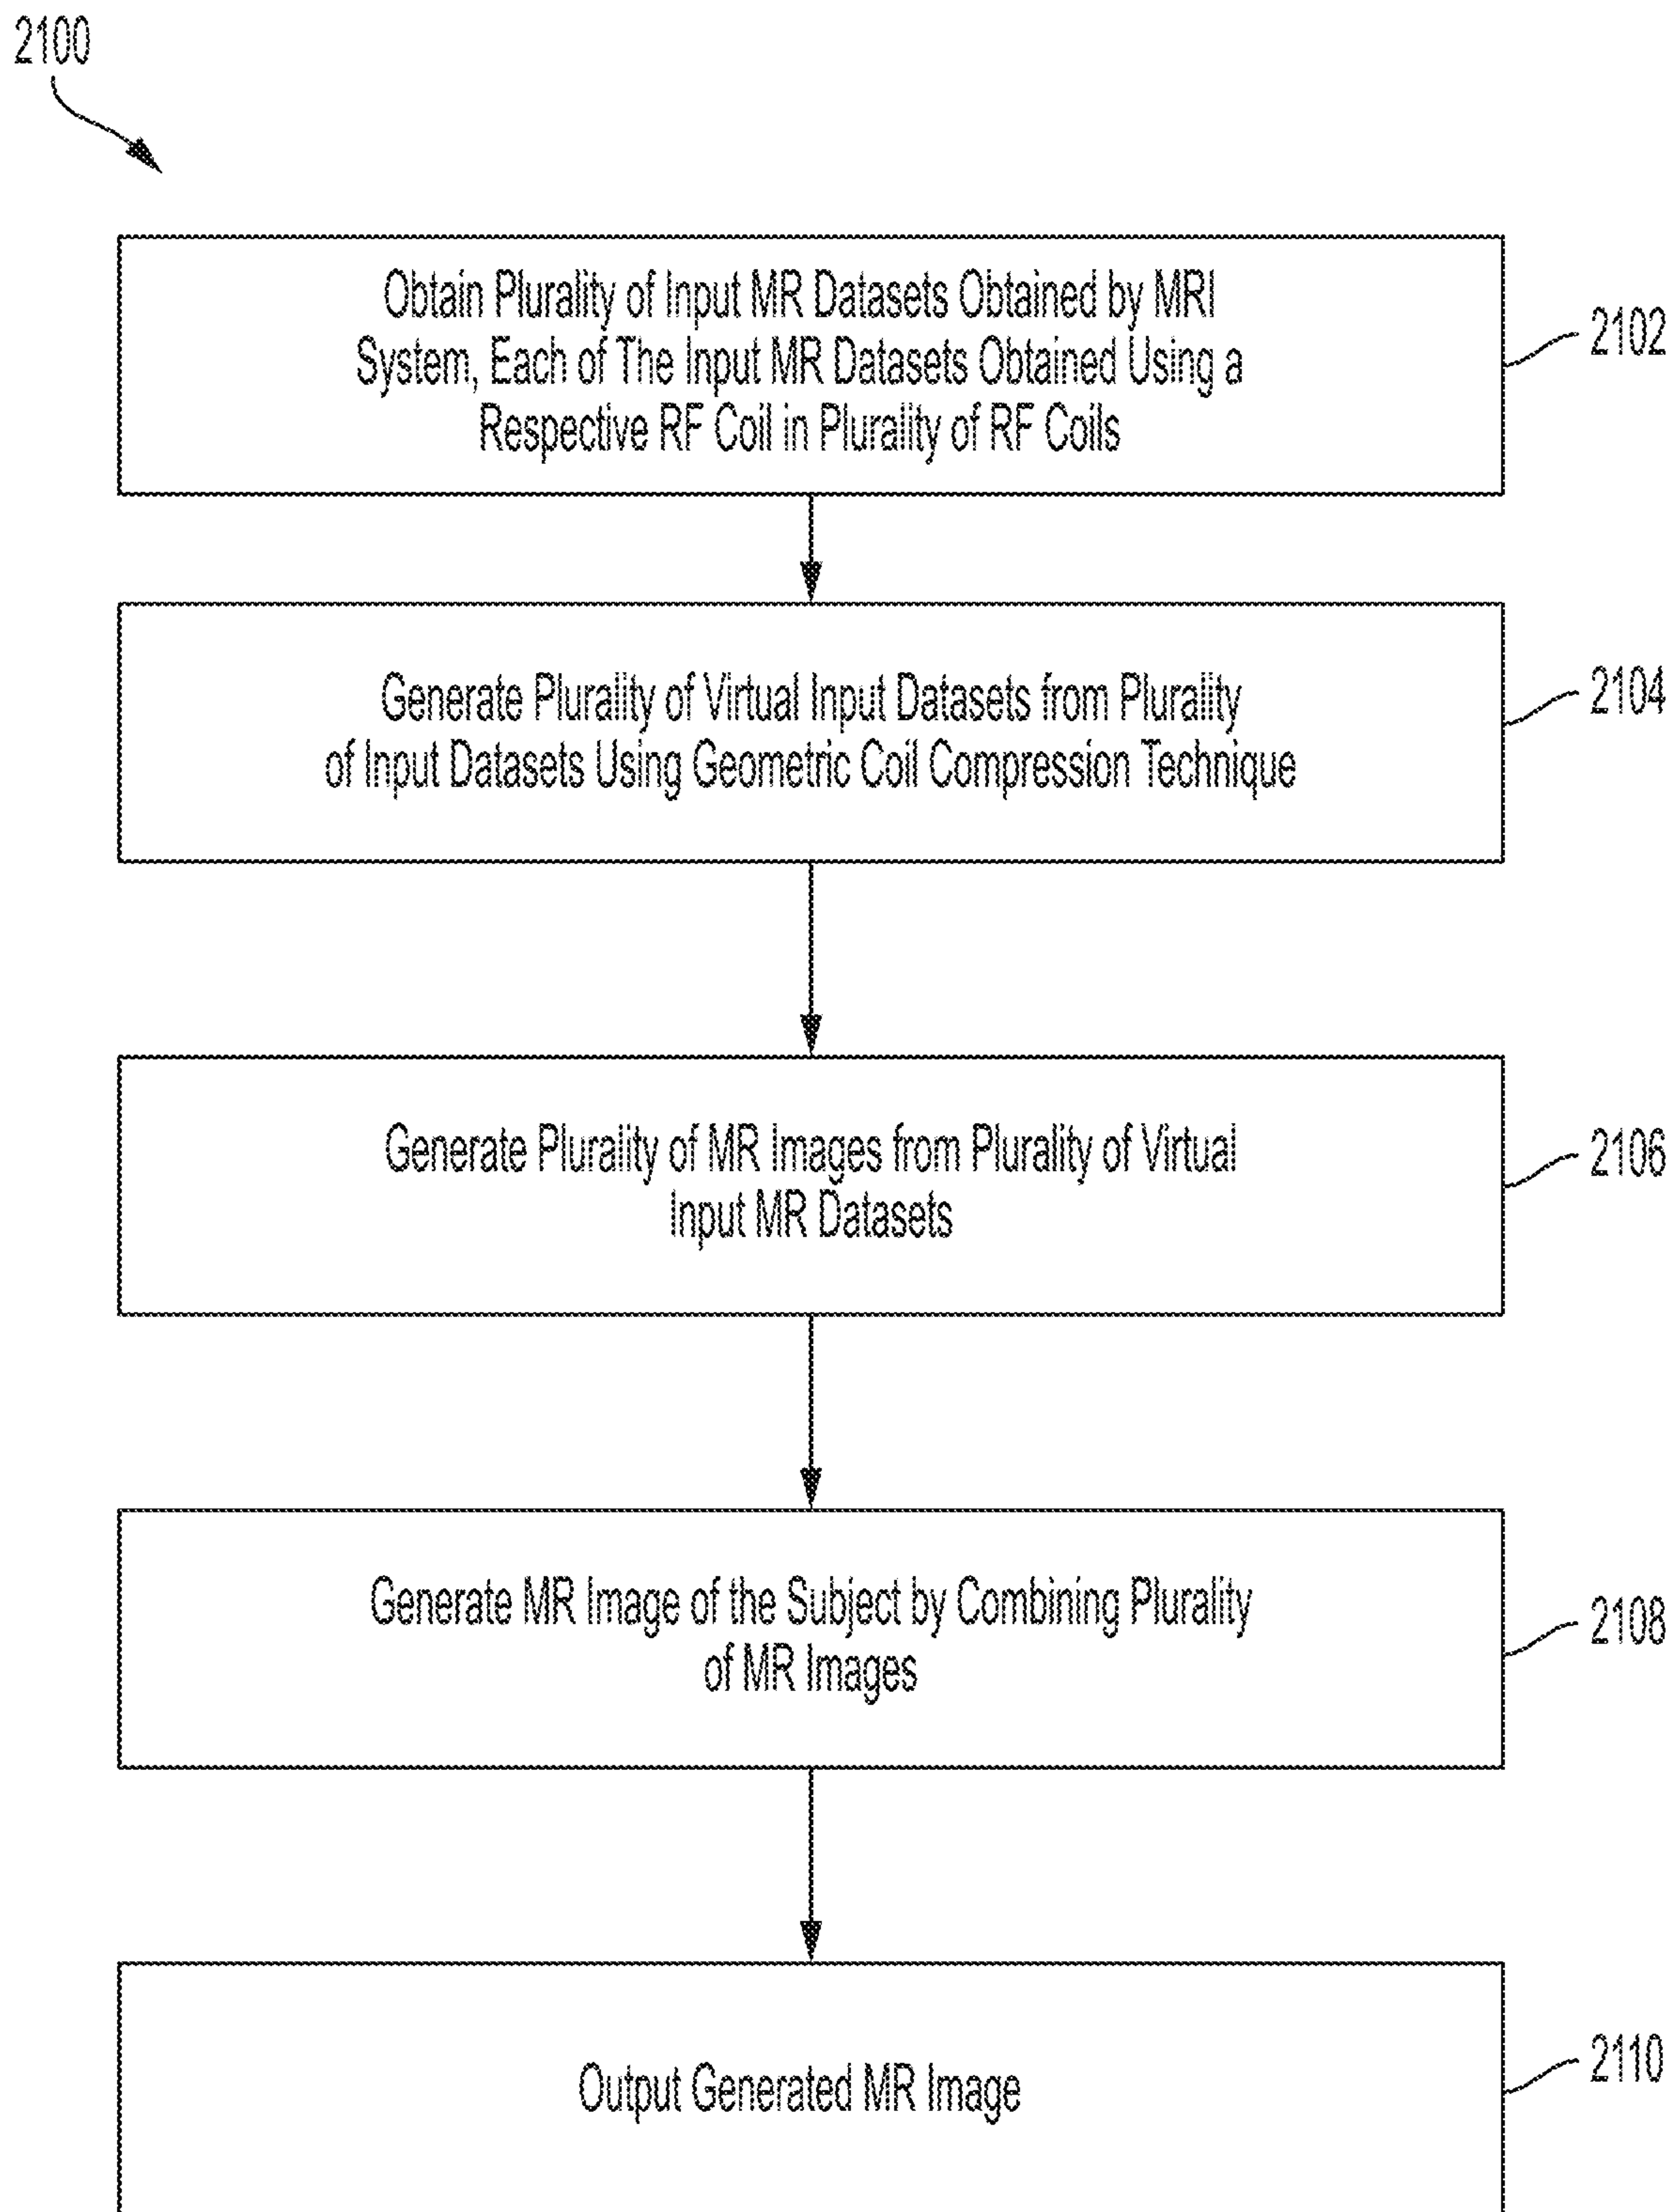 2100
Obtain Plurality of Input MR Datasets Obtained by MRI
System, Each of The Input MR Datasets Obtained Using a
Respective RF Coil in Plurality of RF Coils
2102
Generate Plurality of Virtual Input Datasets from Plurality
of Input Datasets Using Geometric Coil Compression Technique
2104
Generate Plurality of MR Images from Plurality of Virtual
Input MR Datasets
2106
Generate MR Image of the Subject by Combining Plurality
of MR Images
2108
Output Generated MR Image
2110